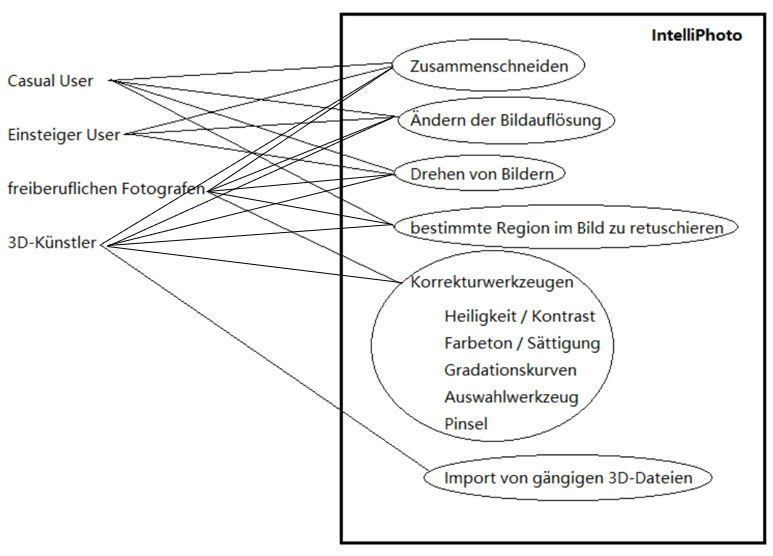 IntelliPhoto
Casual User
Einsteiger User
freiberuflichen Fotografen
3D-Künstler
Zusammenschneiden
Ändern der Bildauflösung
Drehen von Bildern
bestimmte Region im Bild zu retuschieren
Korrekturwerkzeugen
Heiligkeit / Kontrast
Farbeton / Sättigung
Gradationskurven
Auswahlwerkzeug
Pinsel
Import von gängigen 3D-Dateien